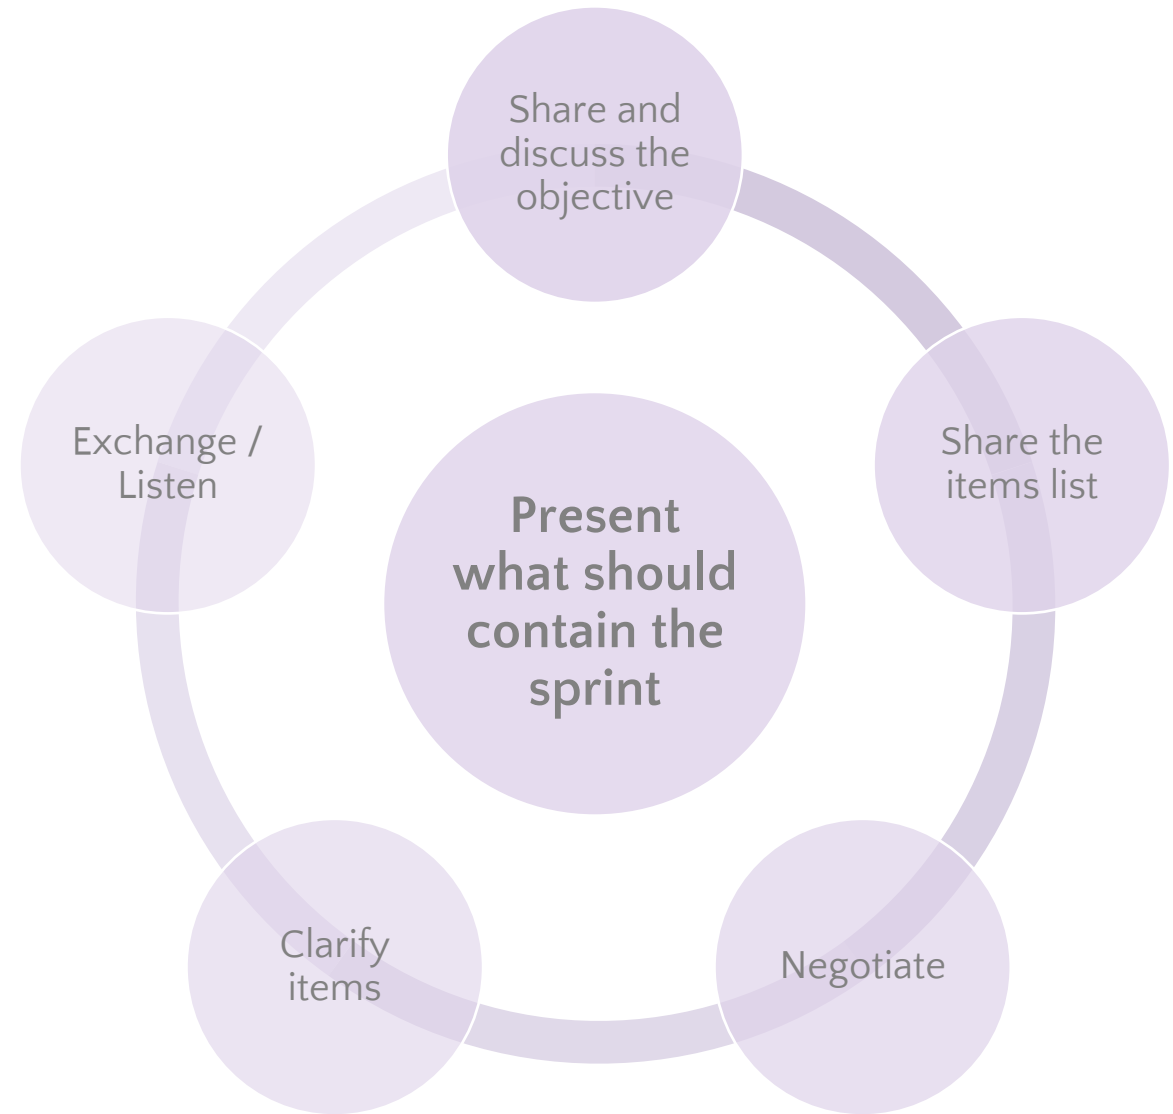 Share and
discuss the
objective
Share the
items list
Negotiate
Clarify
items
Exchange /
Listen
Present
what should
contain the
sprint